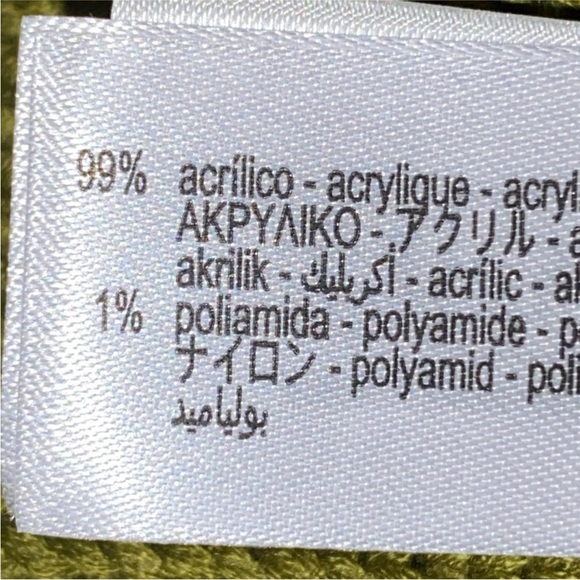 99% acrílico - acrylique - acryl
ΑΚΡΥΛΙΚΟ - アクリル - a
akrilik - أكريليك - acrílic - a
1% poliamida - polyamide - p
ナイロン - polyamid - poli
بولياميد